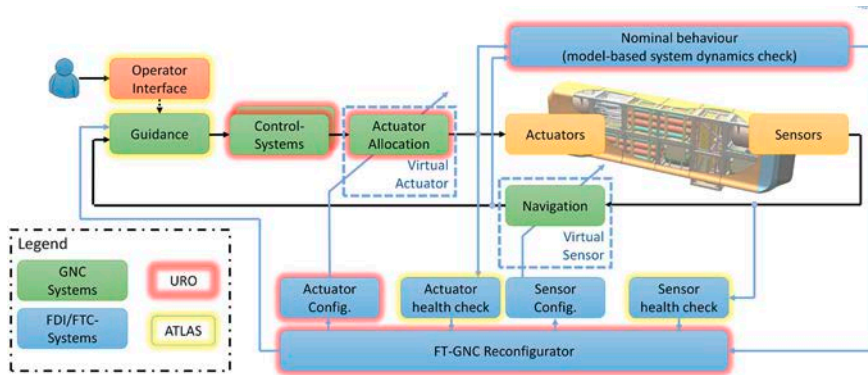 Nominal behaviour
(model-based system dynamics check)
Operator
Interface
Guidance
Control-
Systems
Actuator
Allocation
Virtual
Actuator
Actuators
Sensors
Navigation
Virtual
Sensor
Legend
GNC
Systems
URO
FDI/FTC-
Systems
ATLAS
Actuator
Config.
Actuator
health check
Sensor
Config.
Sensor
health check
FT-GNC Reconfigurator